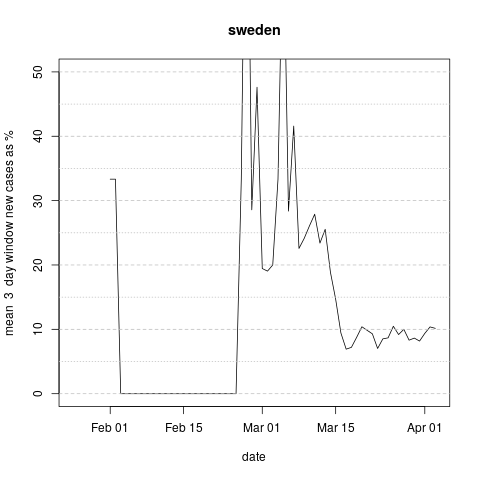 sweden
mean 3 day window new cases as %
50
40
30
20
10
0
Feb 01
Feb 15
Mar 01
Mar 15
Apr 01
date